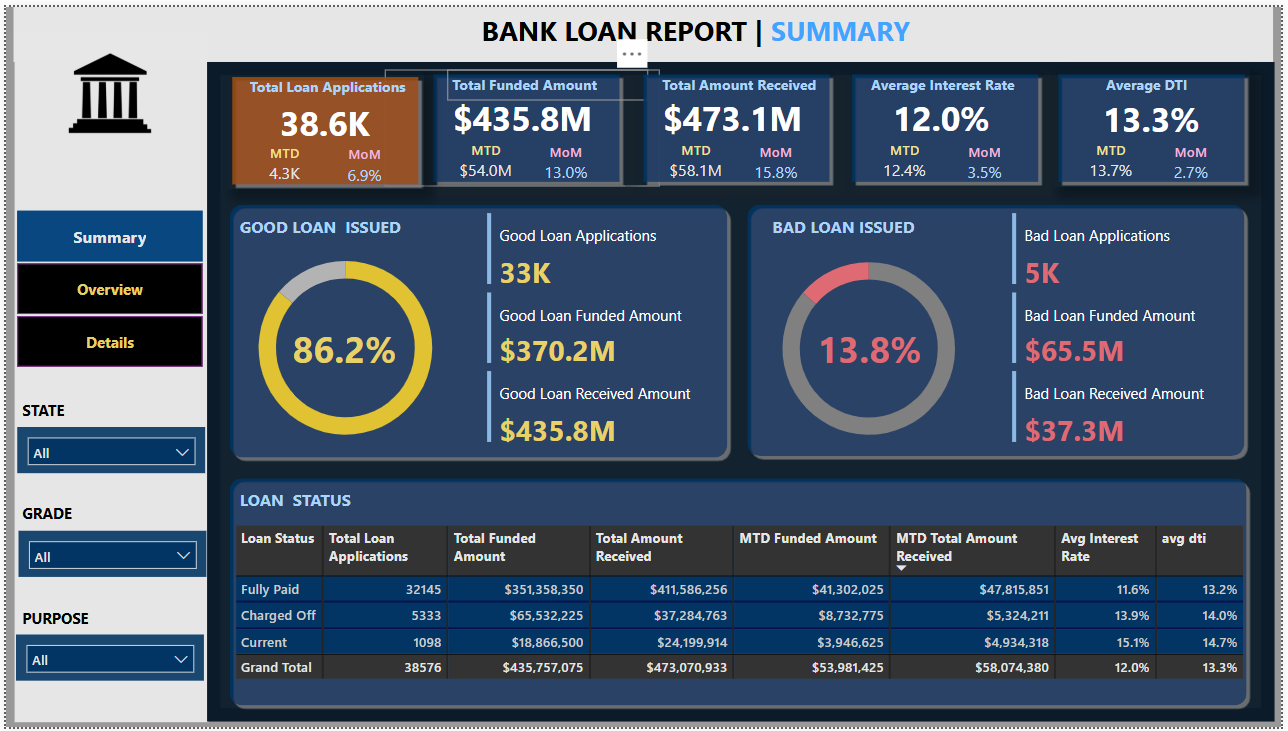 BANK LOAN REPORT | SUMMARY
Total Loan Applications
38.6K
MTD MoM
4.3K 6.9%
Total Funded Amount
$435.8M
MTD MoM
$54.0M 13.0%
Total Amount Received
$473.1M
MTD MoM
$58.1M 15.8%
Average Interest Rate
12.0%
MTD MoM
12.4% 3.5%
Average DTI
13.3%
MTD MoM
13.7% 2.7%
Summary
Overview
Details
STATE
All
GRADE
All
PURPOSE
All
GOOD LOAN ISSUED
86.2%
Good Loan Applications
33K
Good Loan Funded Amount
$370.2M
Good Loan Received Amount
$435.8M
BAD LOAN ISSUED
13.8%
Bad Loan Applications
5K
Bad Loan Funded Amount
$65.5M
Bad Loan Received Amount
$37.3M
LOAN STATUS
Loan Status Total Loan Applications Total Funded Amount Total Amount Received MTD Funded Amount MTD Total Amount Received Avg Interest Rate avg dti
Fully Paid 32145 $351,358,350 $411,586,256 $41,302,025 $47,815,851 11.6% 13.2%
Charged Off 5333 $65,532,225 $37,284,763 $8,732,775 $5,324,211 13.9% 14.0%
Current 1098 $18,866,500 $24,199,914 $3,946,625 $4,934,318 15.1% 14.7%
Grand Total 38576 $435,757,075 $473,070,933 $53,981,425 $58,074,380 12.0% 13.3%